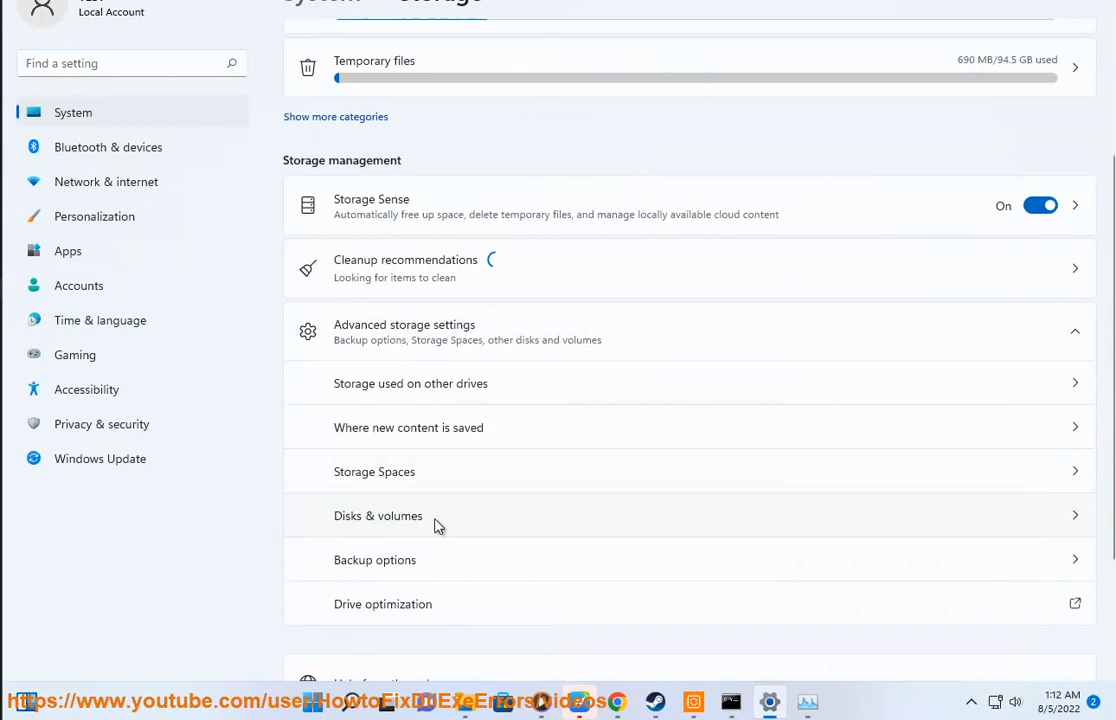 Local Account
Find a setting
System
Bluetooth & devices
Network & internet
Personalization
Apps
Accounts
Time & language
Gaming
Accessibility
Privacy & security
Windows Update
Temporary files
690 MB/94.5 GB used
Show more categories
Storage management
Storage Sense
Automatically free up space, delete temporary files, and manage locally available cloud content
On
Cleanup recommendations
Looking for items to clean
Advanced storage settings
Backup options, Storage Spaces, other disks and volumes
Storage used on other drives
Where new content is saved
Storage Spaces
Disks & volumes
Backup options
Drive optimization
https://www.youtube.com/user/HowtoFixDllExeErrors/videos
1:12 AM
8/5/2022
2